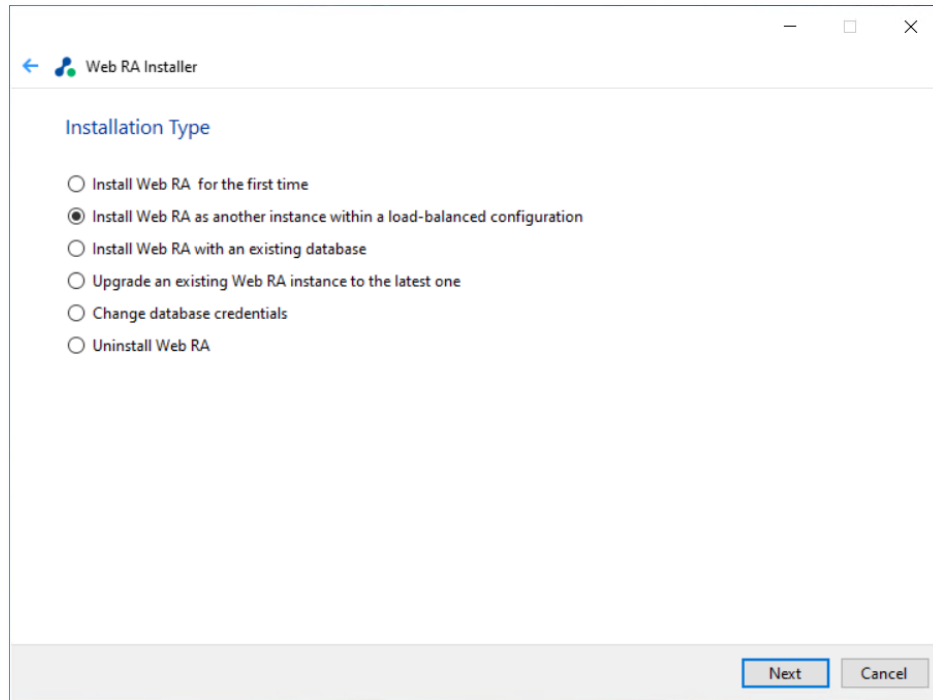 Web RA Installer
Installation Type
Install Web RA  for the first time
Install Web RA as another instance within a load-balanced configuration
Install Web RA with an existing database
Upgrade an existing Web RA instance to the latest one
Change database credentials
Uninstall Web RA
Next
Cancel